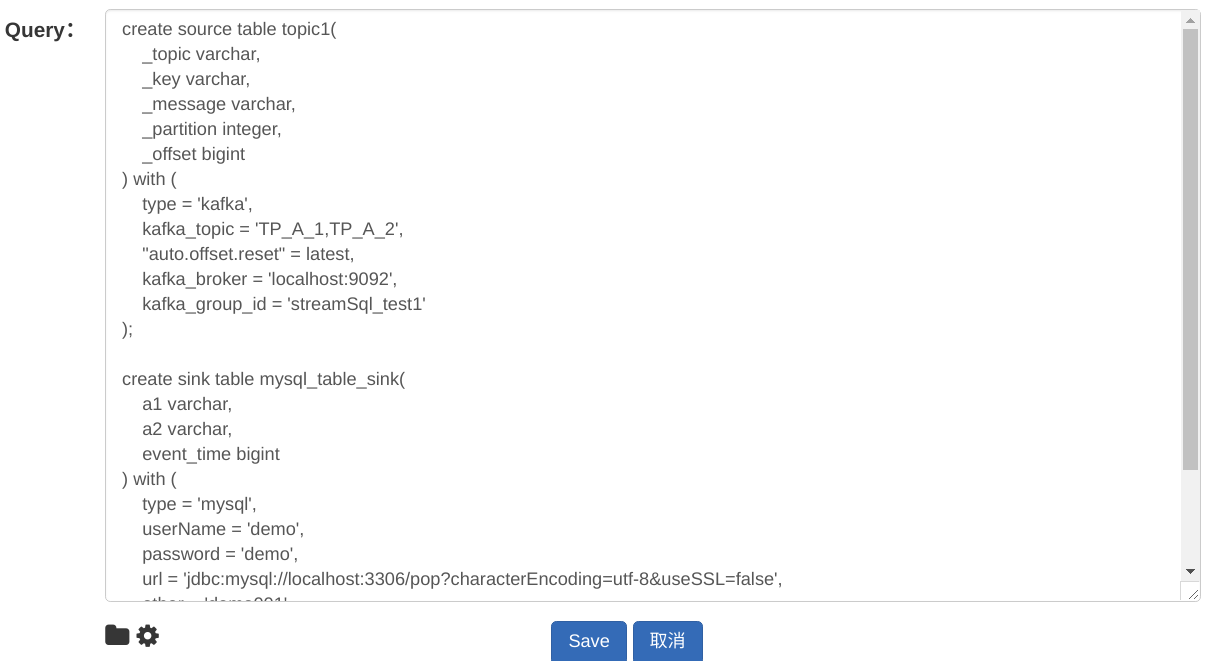 Query：
create source table topic1(
_topic varchar,
_key varchar,
_message varchar,
_partition integer,
_offset bigint
) with (
type = 'kafka',
kafka_topic = 'TP_A_1,TP_A_2',
"auto.offset.reset" = latest,
kafka_broker = 'localhost:9092',
kafka_group_id = 'streamSql_test1'
);
create sink table mysql_table_sink(
a1 varchar,
a2 varchar,
event_time bigint
) with (
type = 'mysql',
userName = 'demo',
password = 'demo',
url = 'jdbc:mysql://localhost:3306/pop?characterEncoding=utf-8&useSSL=false',
Save 取消